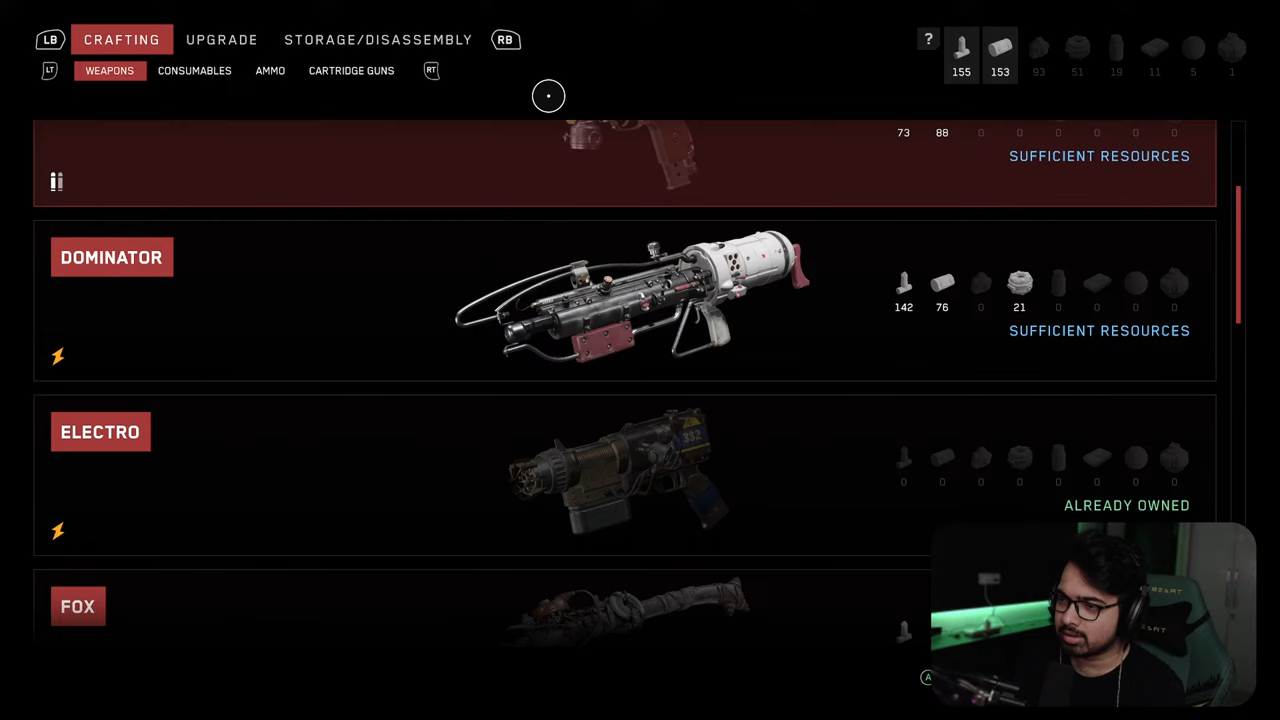 LB CRAFTING UPGRADE STORAGE/DISASSEMBLY RB
LT WEAPONS CONSUMABLES AMMO CARTRIDGE GUNS RT
?
155 153 93 51 19 11 5 1
73 88 0 0 0 0 0 0
SUFFICIENT RESOURCES
DOMINATOR
142 76 0 21 0 0 0 0
SUFFICIENT RESOURCES
ELECTRO
332
0 0 0 0 0 0 0 0
ALREADY OWNED
FOX
A